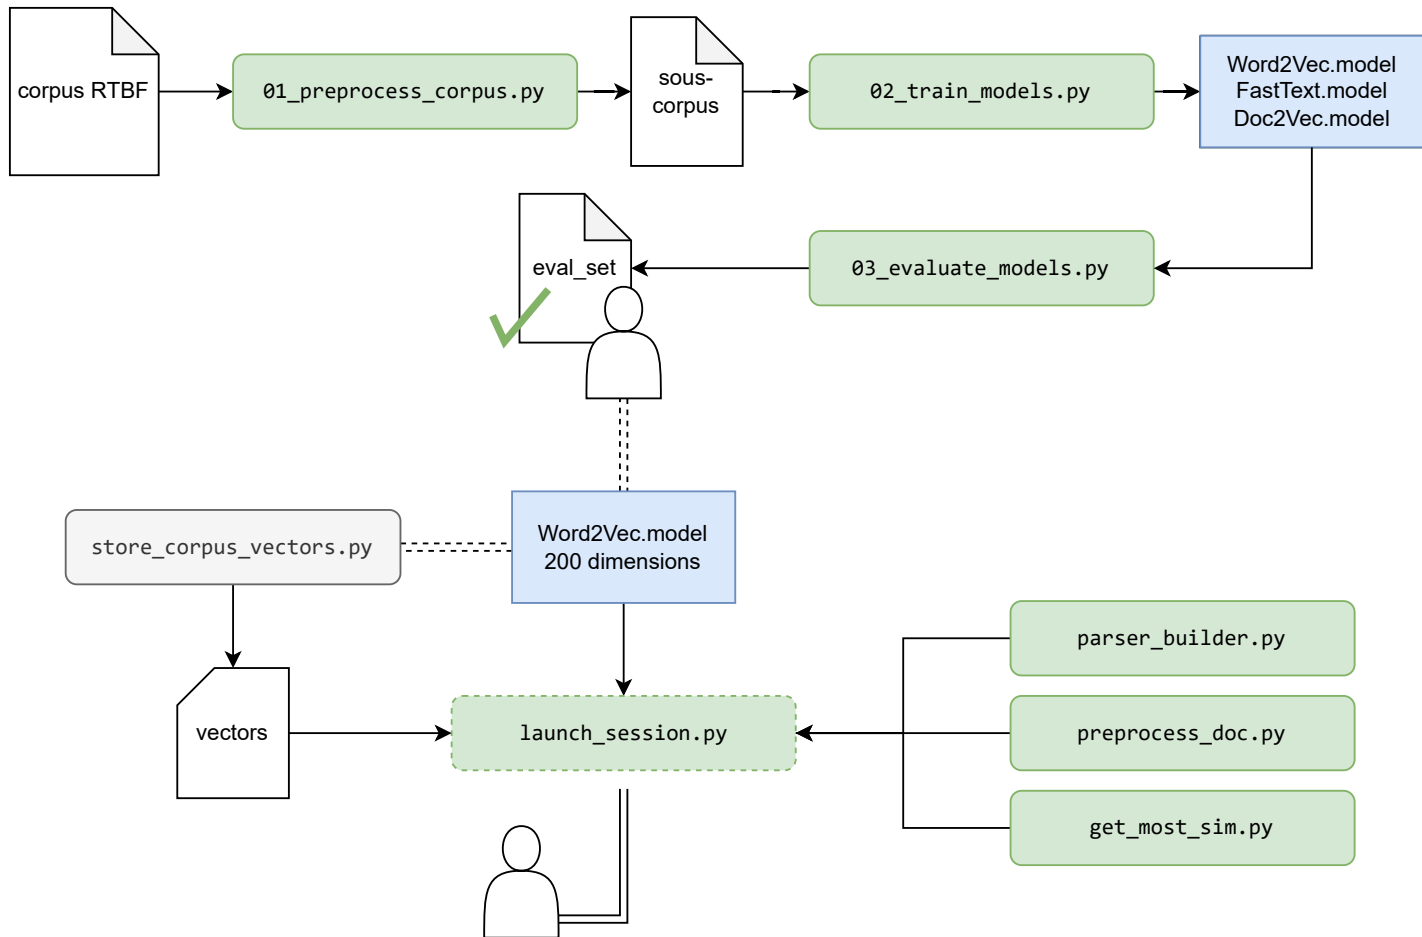 corpus RTBF
01_preprocess_corpus.py
sous-
corpus
02_train_models.py
Word2Vec.model
FastText.model
Doc2Vec.model
eval_set
03_evaluate_models.py
store_corpus_vectors.py
Word2Vec.model
200 dimensions
parser_builder.py
vectors
launch_session.py
preprocess_doc.py
get_most_sim.py